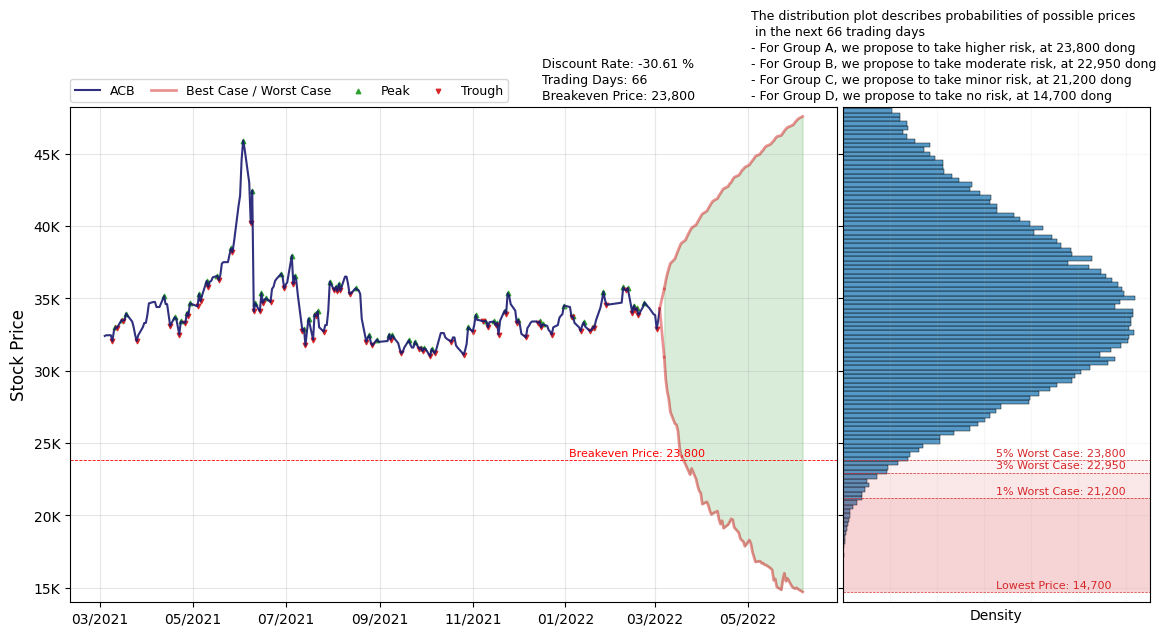 The distribution plot describes probabilities of possible prices
in the next 66 trading days
- For Group A, we propose to take higher risk, at 23,800 dong
- For Group B, we propose to take moderate risk, at 22,950 dong
- For Group C, we propose to take minor risk, at 21,200 dong
- For Group D, we propose to take no risk, at 14,700 dong
Discount Rate: -30.61 %
Trading Days: 66
Breakeven Price: 23,800
ACB
Best Case / Worst Case
Peak
Trough
Stock Price
45K
40K
35K
30K
25K
20K
15K
Breakeven Price: 23,800
5% Worst Case: 23,800
3% Worst Case: 22,950
1% Worst Case: 21,200
Lowest Price: 14,700
03/2021
05/2021
07/2021
09/2021
11/2021
01/2022
03/2022
05/2022
Density